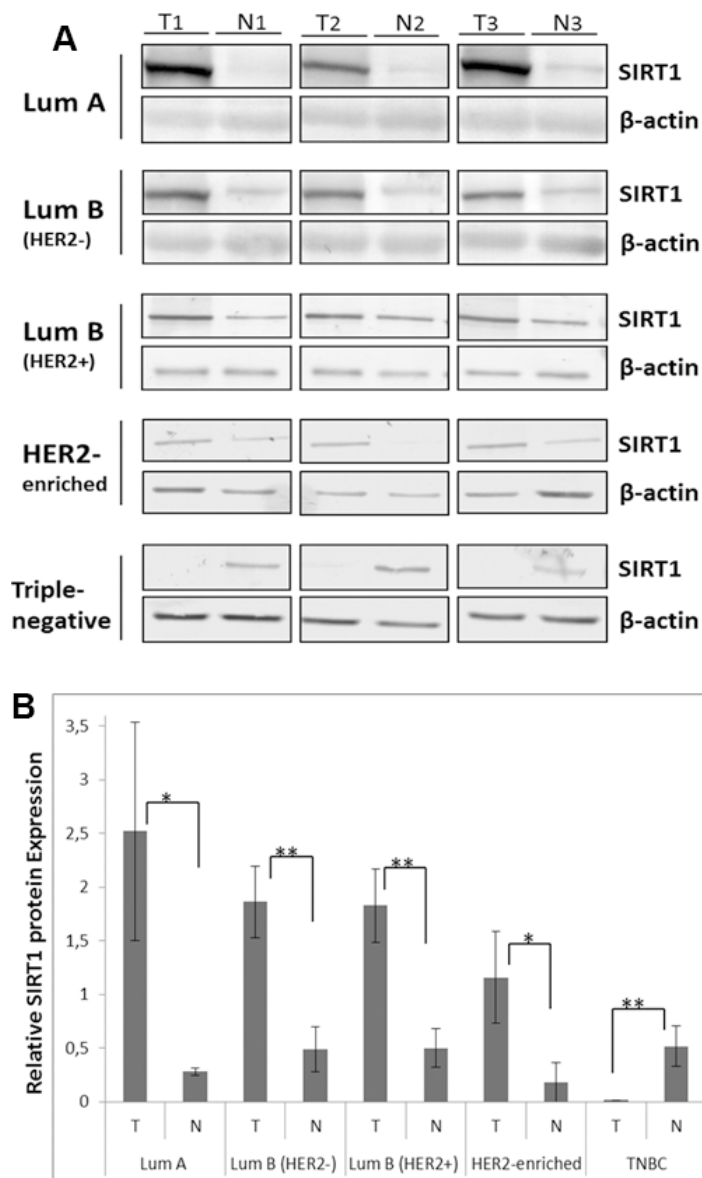 A
T1 N1 T2 N2 T3 N3
Lum A
SIRT1
β-actin
Lum B
(HER2-)
SIRT1
β-actin
Lum B
(HER2+)
SIRT1
β-actin
HER2-
enriched
SIRT1
β-actin
Triple-
negative
SIRT1
β-actin
B
Relative SIRT1 protein Expression
3,5
3
2,5
2
1,5
1
0,5
0
* ** ** * **
T N T N T N T N T N
Lum A Lum B (HER2-) Lum B (HER2+) HER2-enriched TNBC